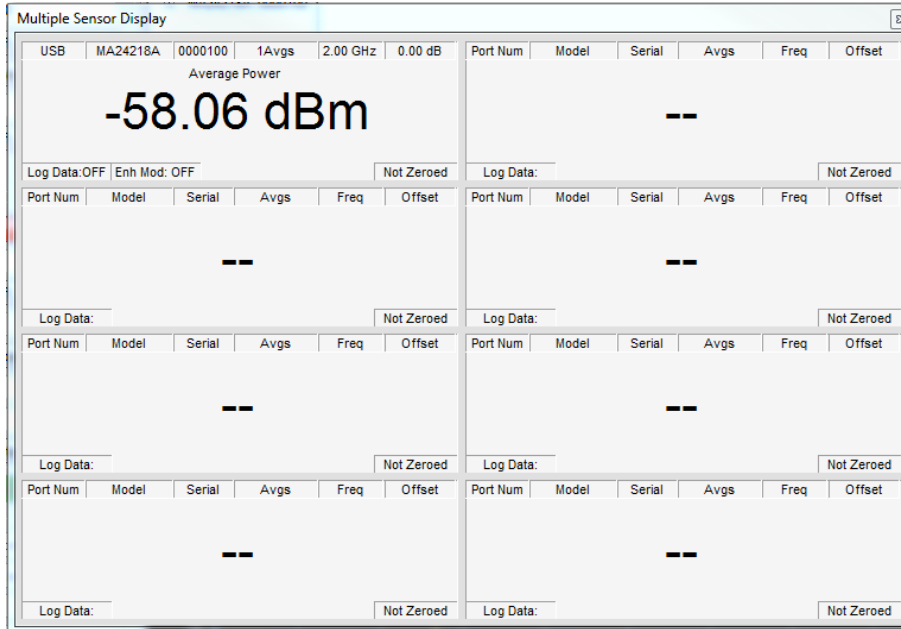 Multiple Sensor Display
USB MA24218A 0000100 1Avgs 2.00 GHz 0.00 dB
Average Power
-58.06 dBm
Log Data:OFF Enh Mod: OFF Not Zeroed
Port Num Model Serial Avgs Freq Offset
--
Log Data: Not Zeroed
Port Num Model Serial Avgs Freq Offset
--
Log Data: Not Zeroed
Port Num Model Serial Avgs Freq Offset
--
Log Data: Not Zeroed
Port Num Model Serial Avgs Freq Offset
--
Log Data: Not Zeroed
Port Num Model Serial Avgs Freq Offset
--
Log Data: Not Zeroed
Port Num Model Serial Avgs Freq Offset
--
Log Data: Not Zeroed
Port Num Model Serial Avgs Freq Offset
--
Log Data: Not Zeroed